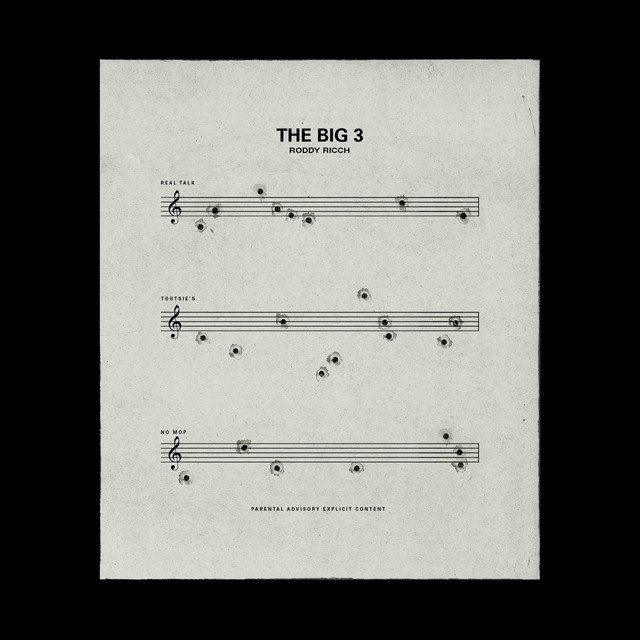 THE BIG 3
RODDY RICCH
REAL TALK
TOOTSIE'S
NO MOP
PARENTAL ADVISORY EXPLICIT CONTENT